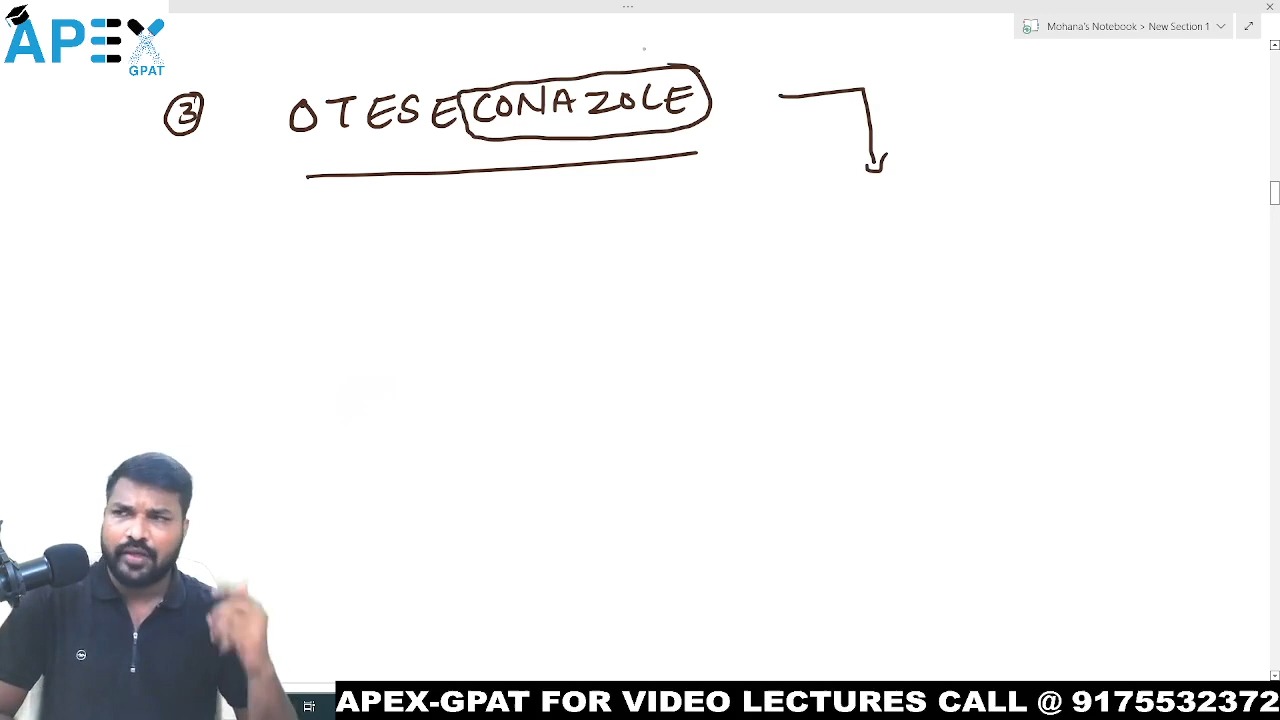 APEX
GPAT
Mohana's Notebook > New Section 1
③ OTESECONAZOLE
APEX-GPAT FOR VIDEO LECTURES CALL @ 9175532372